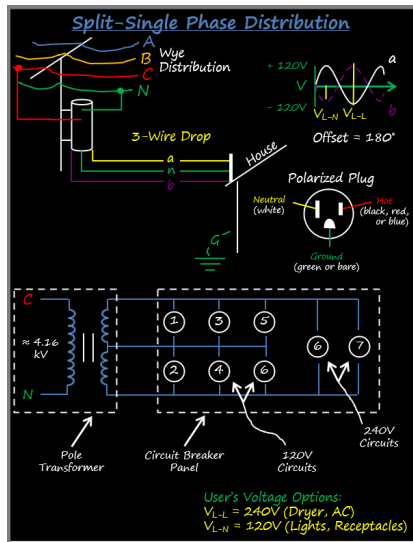 Split-Single Phase Distribution
A
B
C
N
Wye
Distribution
3-Wire Drop
a
n
b
House
G
+ 120V
V
- 120V
a
b
VL-N
VL-L
Offset = 180°
Polarized Plug
Neutral
(white)
Hot
(black, red,
or blue)
Ground
(green or bare)
C
≈ 4.16
kV
N
1
3
5
2
4
6
6
7
Pole
Transformer
Circuit Breaker
Panel
120V
Circuits
240V
Circuits
User's Voltage Options:
VL-L = 240V (Dryer, AC)
VL-N = 120V (Lights, Receptacles)